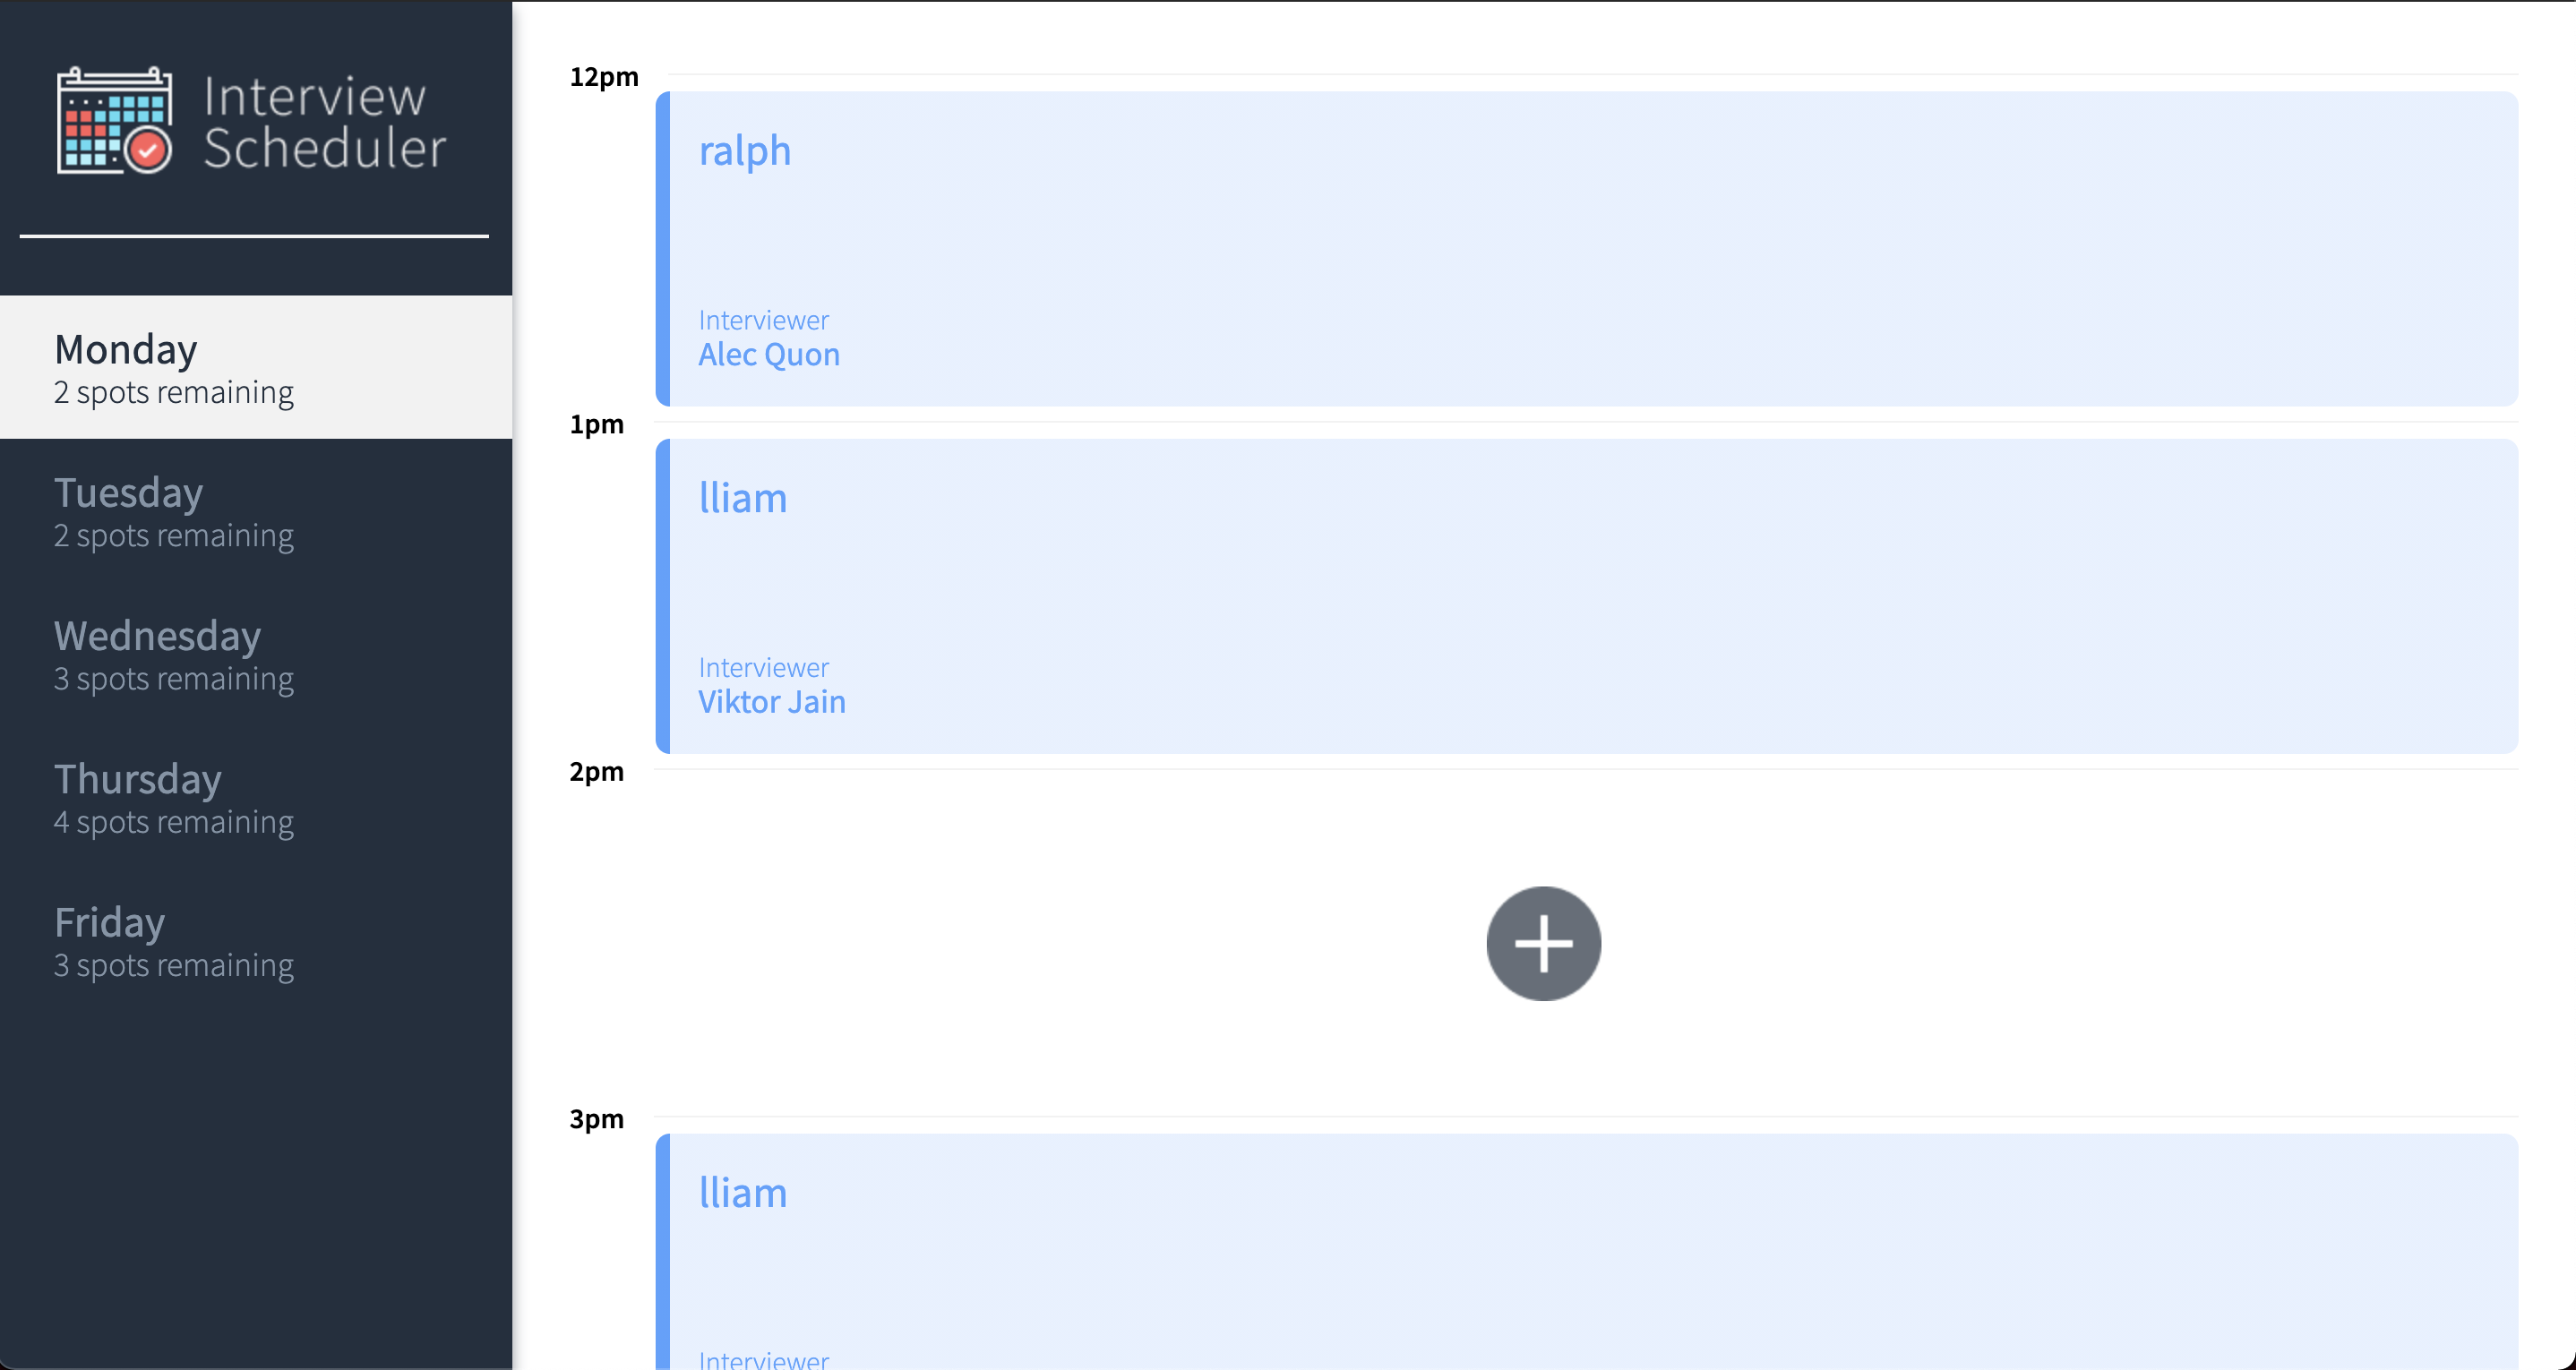 Interview
Scheduler
Monday
2 spots remaining
Tuesday
2 spots remaining
Wednesday
3 spots remaining
Thursday
4 spots remaining
Friday
3 spots remaining
12pm
ralph
Interviewer
Alec Quon
1pm
lliam
Interviewer
Viktor Jain
2pm
3pm
lliam
Interviewer